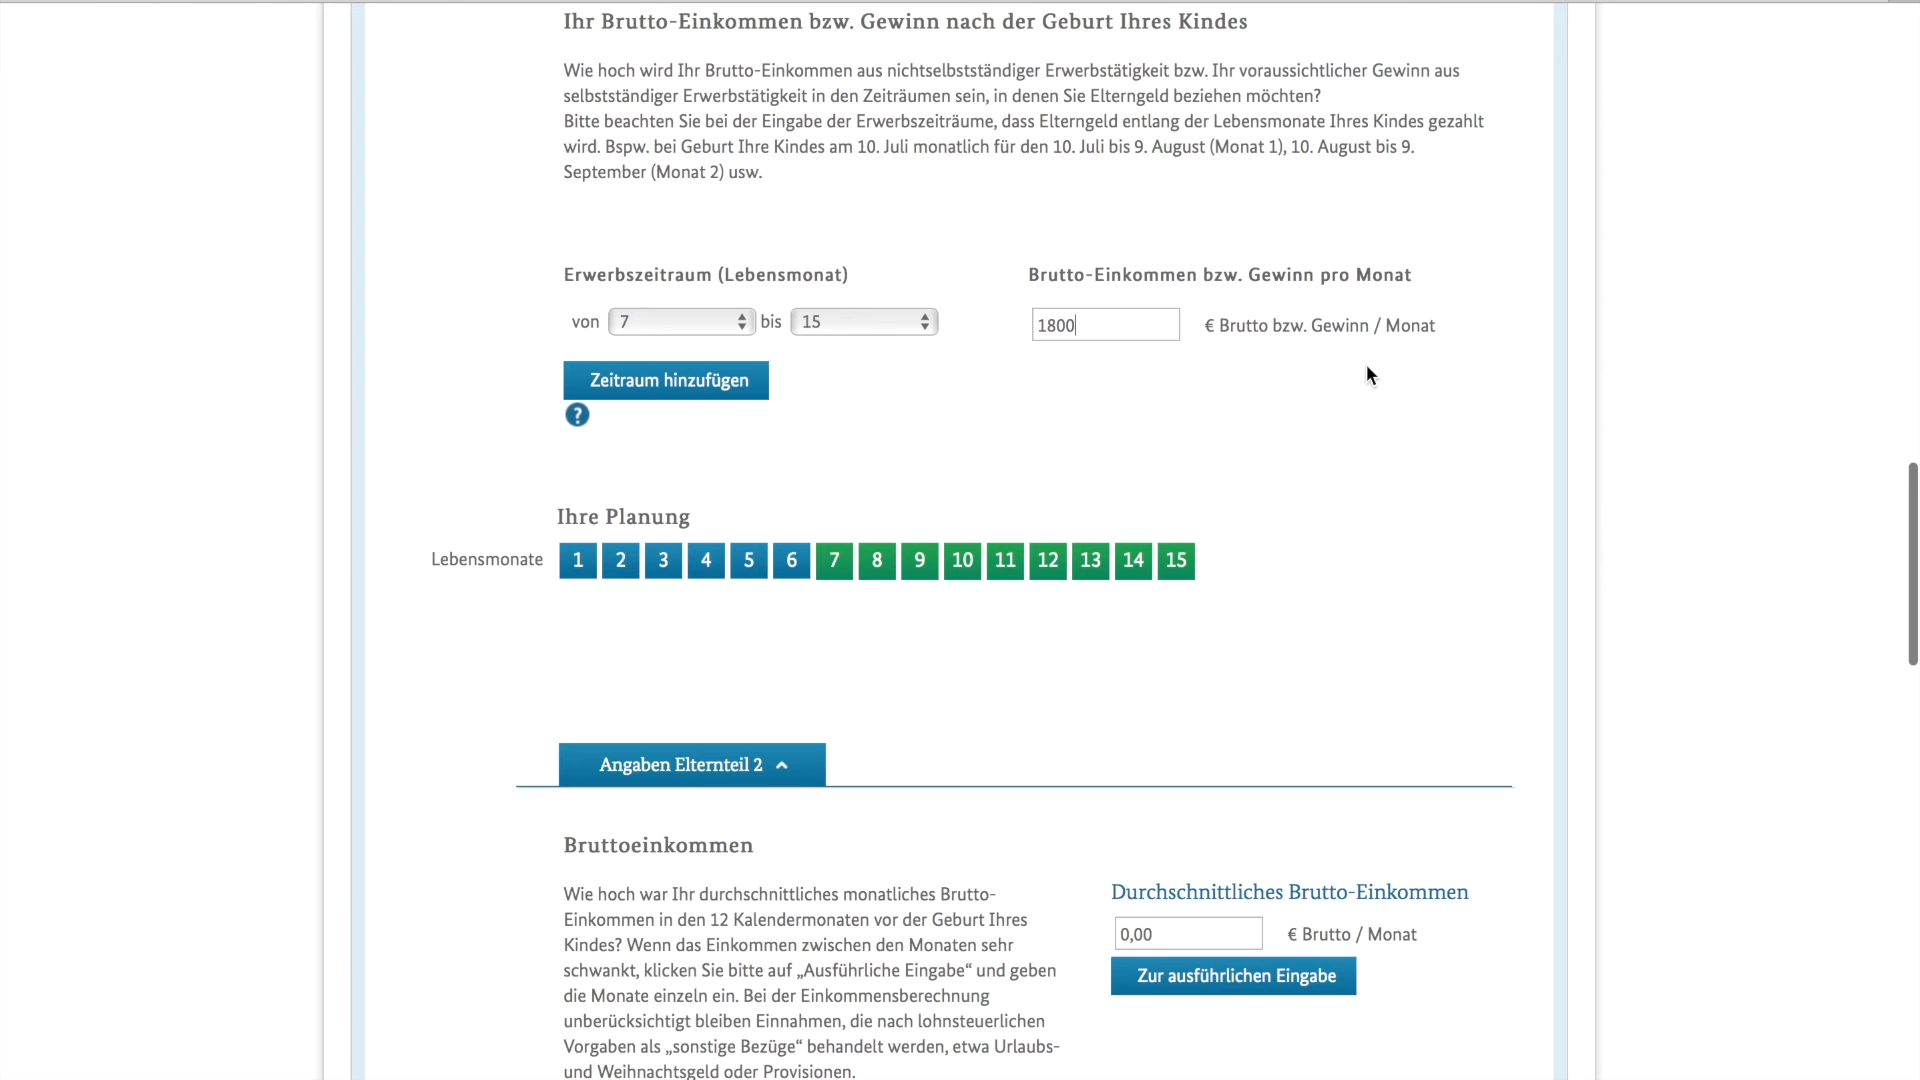 Ihr Brutto-Einkommen bzw. Gewinn nach der Geburt Ihres Kindes
Wie hoch wird Ihr Brutto-Einkommen aus nichtselbstständiger Erwerbstätigkeit bzw. Ihr voraussichtlicher Gewinn aus
selbstständiger Erwerbstätigkeit in den Zeiträumen sein, in denen Sie Elterngeld beziehen möchten?
Bitte beachten Sie bei der Eingabe der Erwerbszeiträume, dass Elterngeld entlang der Lebensmonate Ihres Kindes gezahlt
wird. Bspw. bei Geburt Ihre Kindes am 10. Juli monatlich für den 10. Juli bis 9. August (Monat 1), 10. August bis 9.
September (Monat 2) usw.
Erwerbszeitraum (Lebensmonat)
Brutto-Einkommen bzw. Gewinn pro Monat
von 7 bis 15
1800 € Brutto bzw. Gewinn / Monat
Zeitraum hinzufügen
?
Ihre Planung
Lebensmonate 1 2 3 4 5 6 7 8 9 10 11 12 13 14 15
Angaben Elternteil 2
Bruttoeinkommen
Wie hoch war Ihr durchschnittliches monatliches Brutto-
Einkommen in den 12 Kalendermonaten vor der Geburt Ihres
Kindes? Wenn das Einkommen zwischen den Monaten sehr
schwankt, klicken Sie bitte auf „Ausführliche Eingabe“ und geben
die Monate einzeln ein. Bei der Einkommensberechnung
unberücksichtigt bleiben Einnahmen, die nach lohnsteuerlichen
Vorgaben als „sonstige Bezüge“ behandelt werden, etwa Urlaubs-
und Weihnachtsgeld oder Provisionen.
Durchschnittliches Brutto-Einkommen
0,00 € Brutto / Monat
Zur ausführlichen Eingabe